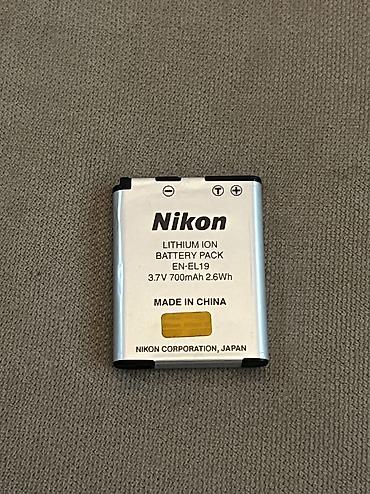 − T +
Nikon
LITHIUM ION
BATTERY PACK
EN-EL19
3.7V 700mAh 2.6Wh
MADE IN CHINA
NIKON CORPORATION, JAPAN